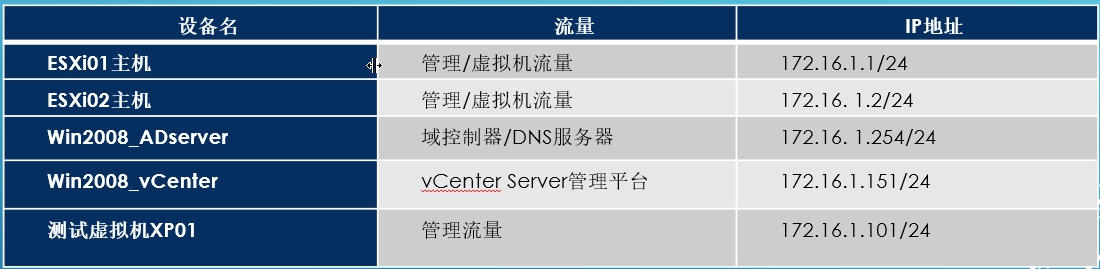 设备名 流量 IP地址
ESXi01主机 管理/虚拟机流量 172.16.1.1/24
ESXi02主机 管理/虚拟机流量 172.16. 1.2/24
Win2008_ADserver 域控制器/DNS服务器 172.16. 1.254/24
Win2008_vCenter vCenter Server管理平台 172.16.1.151/24
测试虚拟机XP01 管理流量 172.16.1.101/24